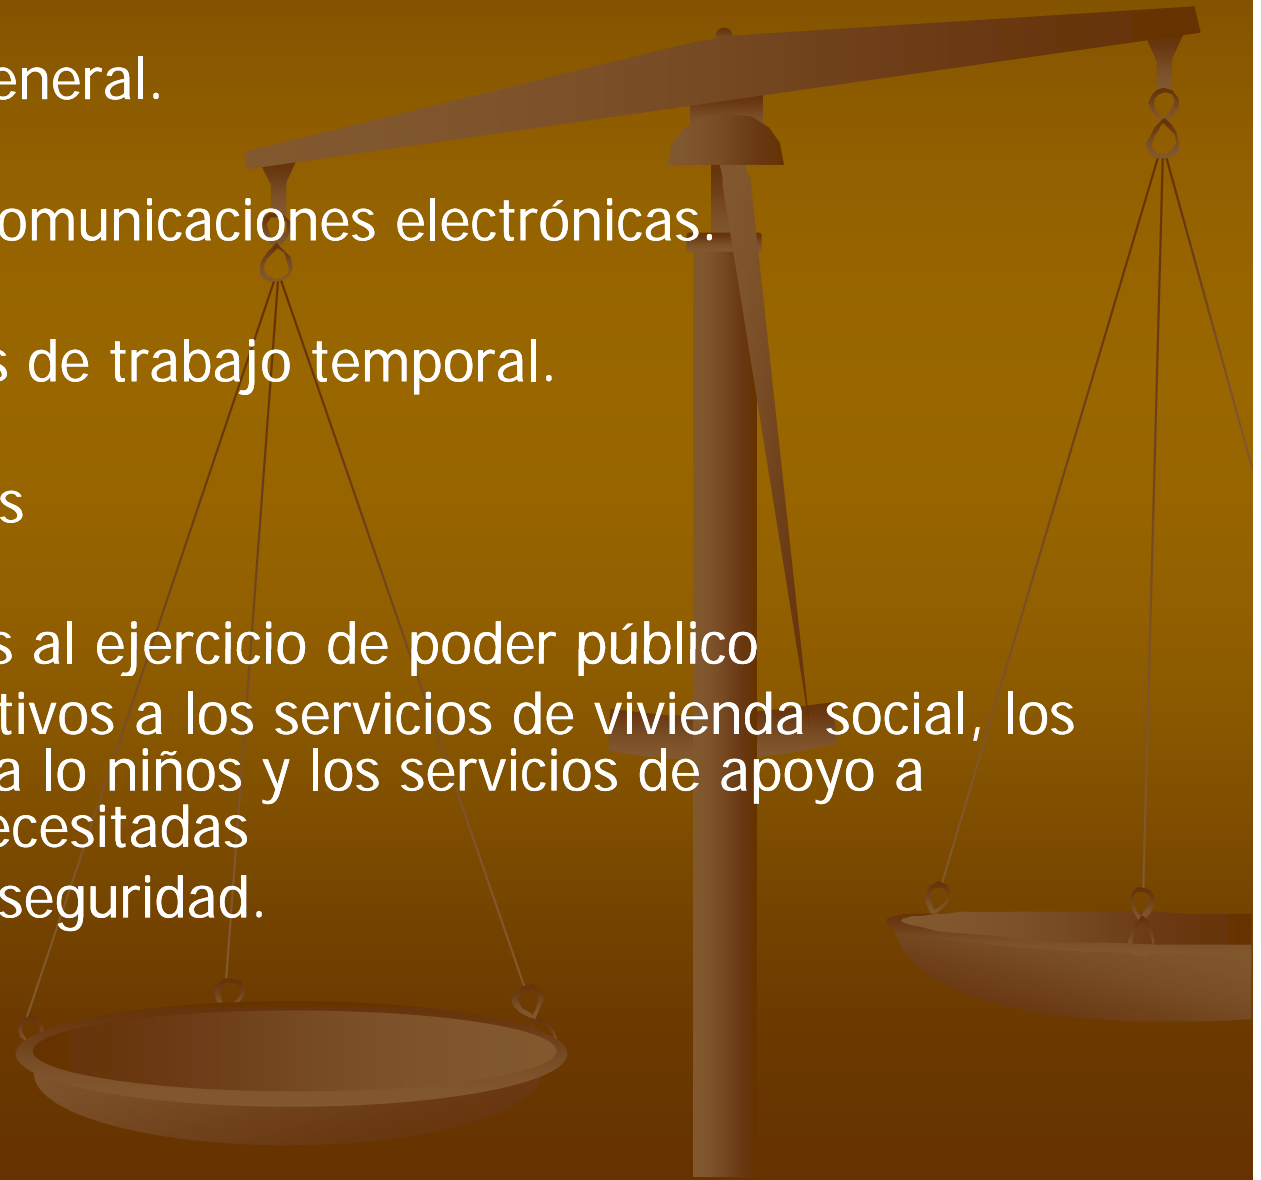 eneral.
omunicaciones electrónicas.
s de trabajo temporal.
s
s al ejercicio de poder público
tivos a los servicios de vivienda social, los
a lo niños y los servicios de apoyo a
ecesitadas
seguridad.